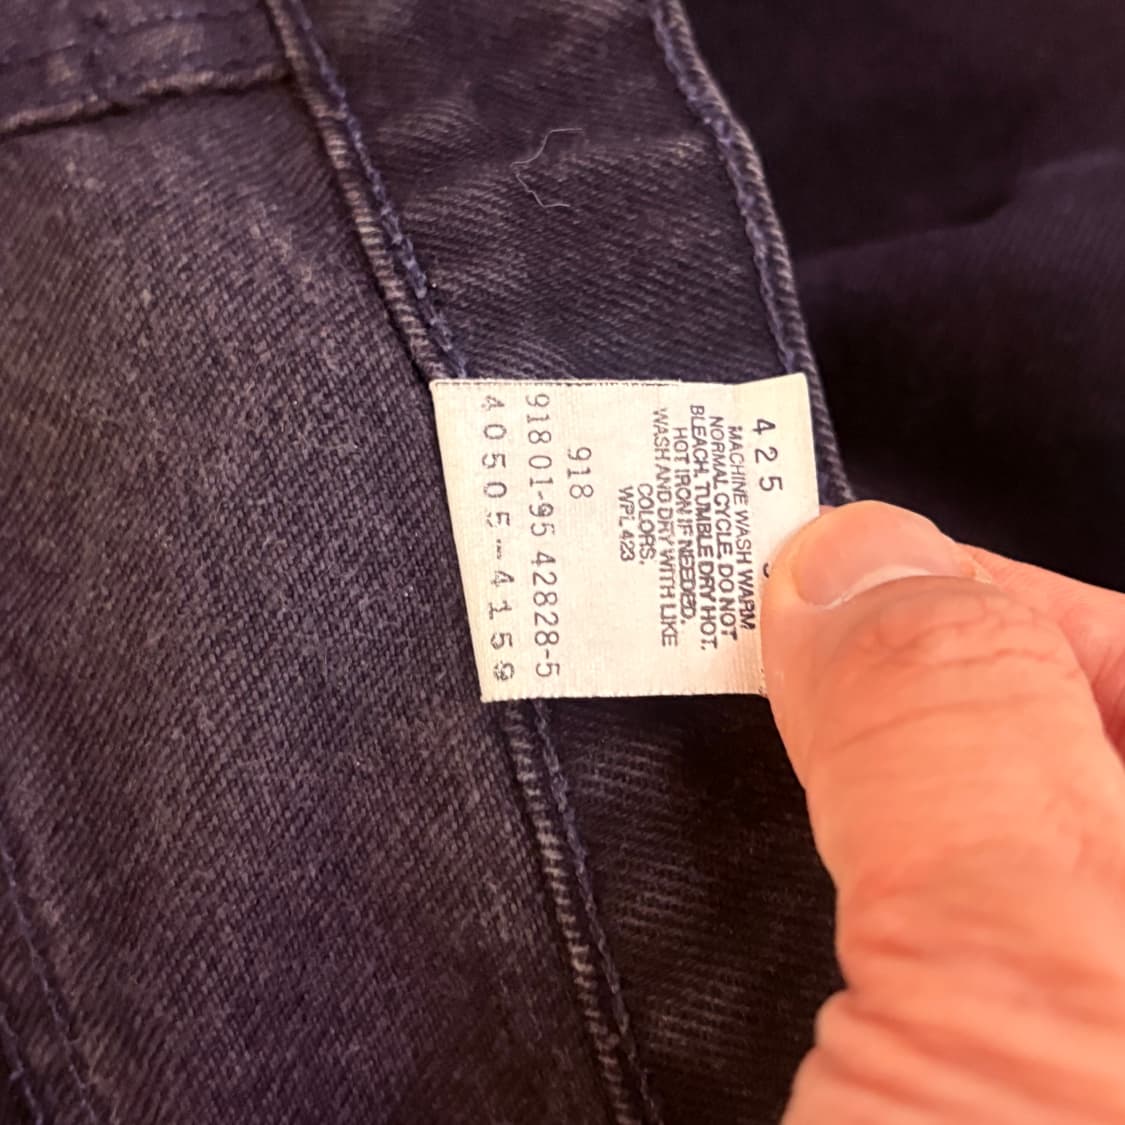 425
MACHINE WASH WARM
NORMAL CYCLE. DO NOT
BLEACH. TUMBLE DRY HOT.
HOT IRON IF NEEDED.
WASH AND DRY WITH LIKE
COLORS.
WPL 423
918
91801-95 42828-5
40505-4159